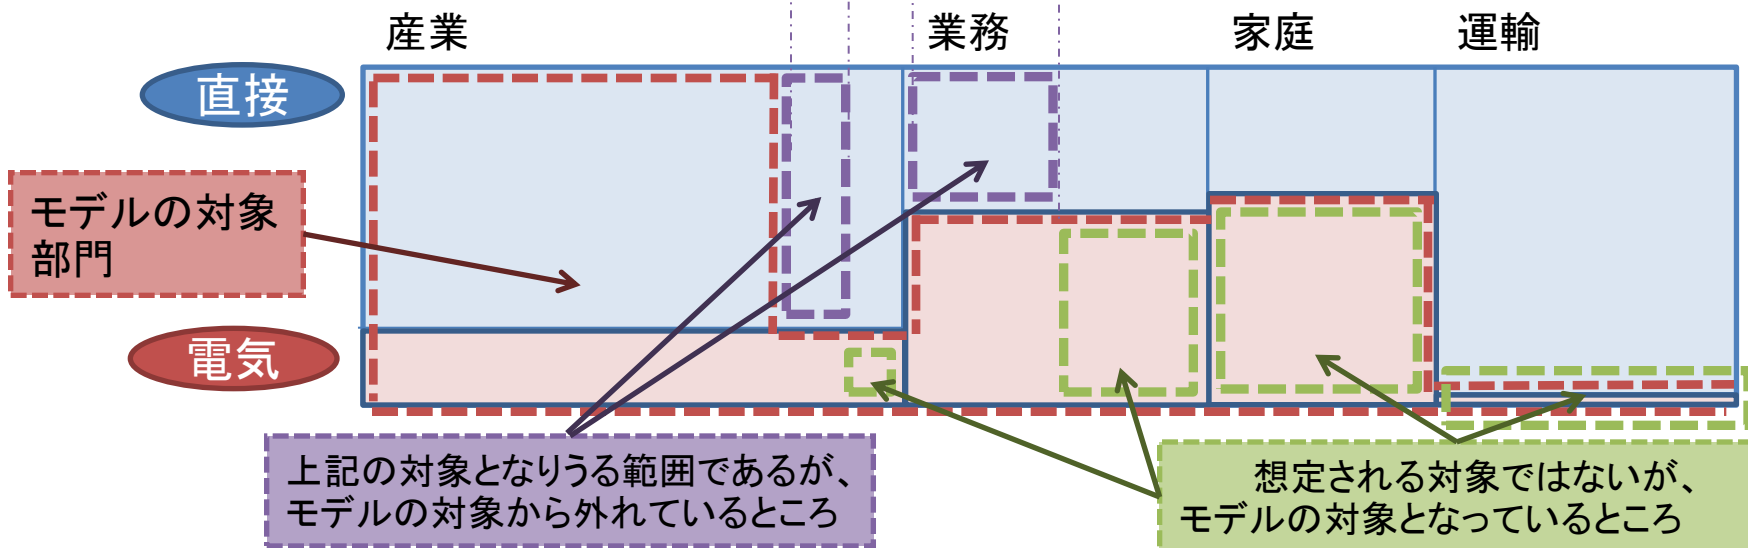 産業
業務
家庭
運輸
直接
モデルの対象
部門
電気
上記の対象となりうる範囲であるが、
モデルの対象から外れているところ
想定される対象ではないが、
モデルの対象となっているところ